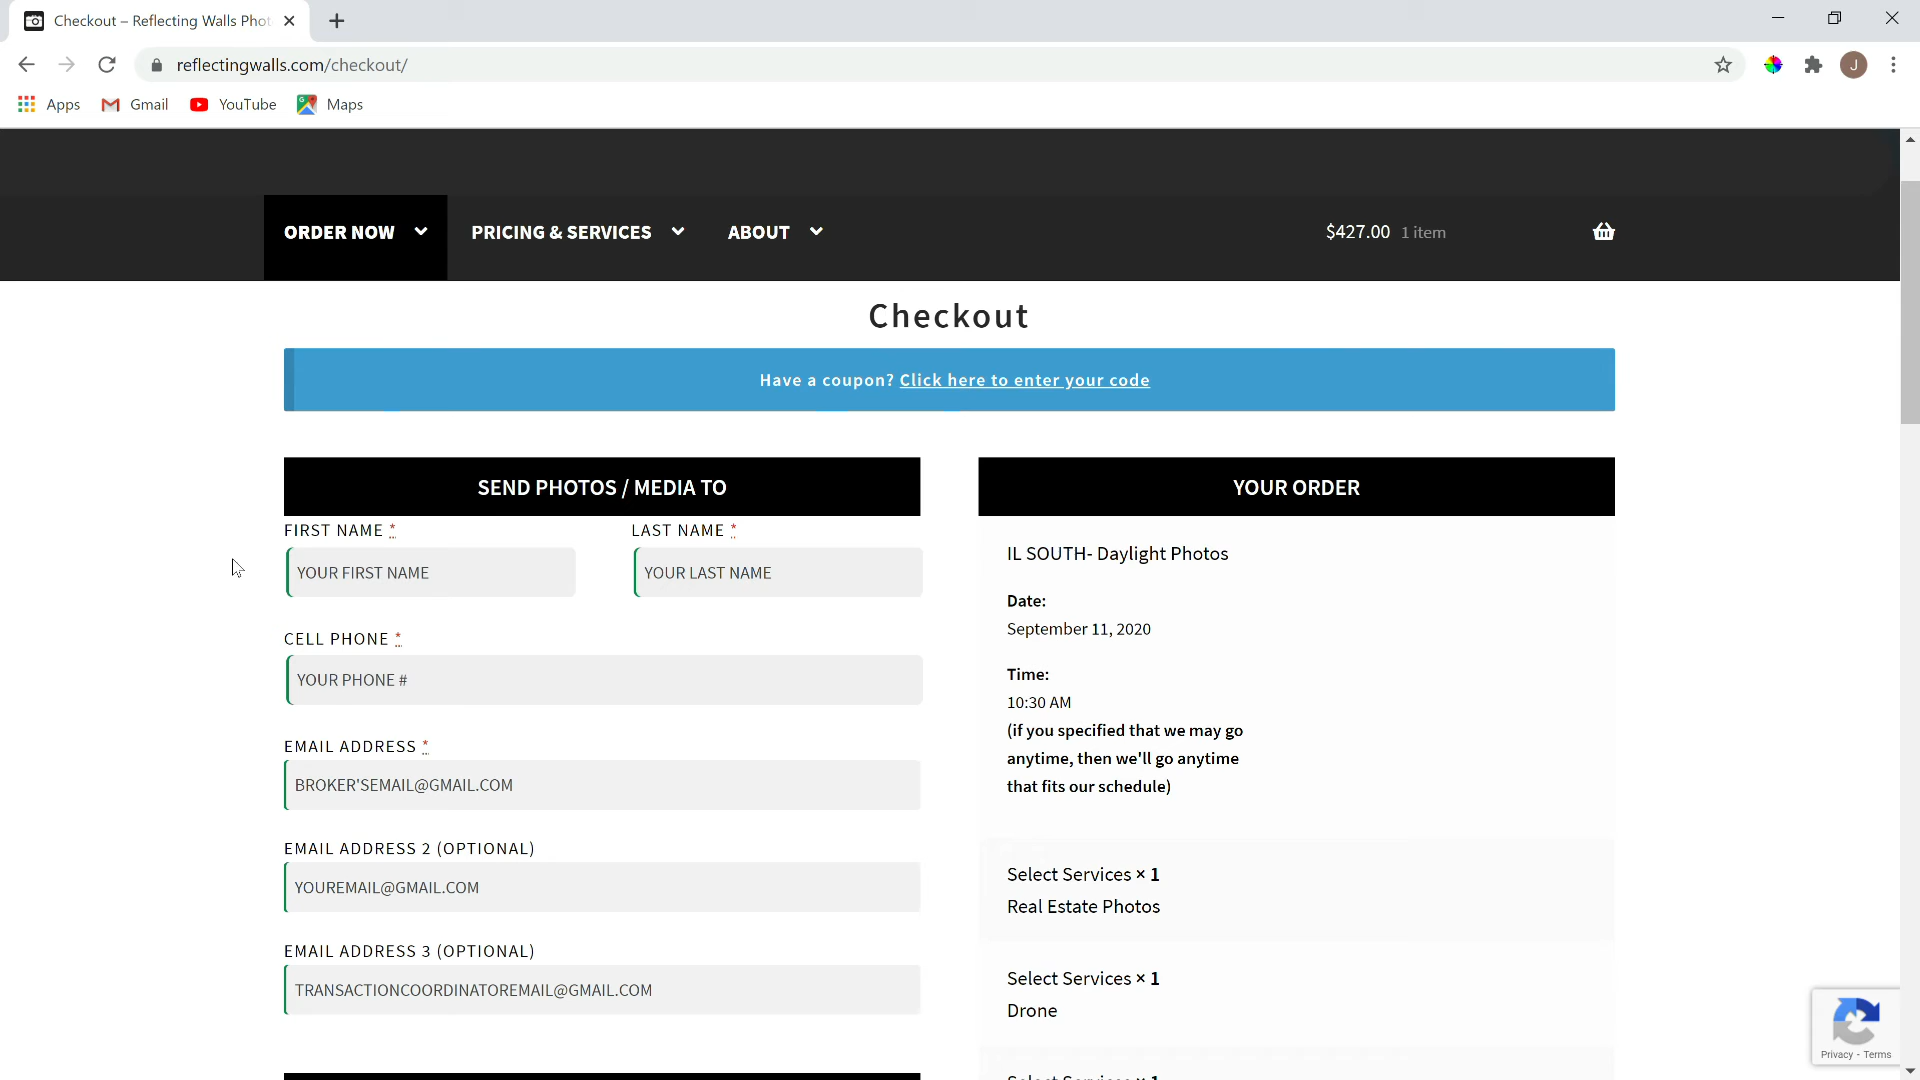 Checkout – Reflecting Walls Phot
reflectingwalls.com/checkout/
J
Apps
Gmail
YouTube
Maps
ORDER NOW
PRICING & SERVICES
ABOUT
$427.00 1 item
Checkout
Have a coupon? Click here to enter your code
SEND PHOTOS / MEDIA TO
FIRST NAME *
LAST NAME *
YOUR FIRST NAME
YOUR LAST NAME
CELL PHONE *
YOUR PHONE #
EMAIL ADDRESS *
BROKER'SEMAIL@GMAIL.COM
EMAIL ADDRESS 2 (OPTIONAL)
YOUREMAIL@GMAIL.COM
EMAIL ADDRESS 3 (OPTIONAL)
TRANSACTIONCOORDINATOREMAIL@GMAIL.COM
YOUR ORDER
IL SOUTH- Daylight Photos
Date:
September 11, 2020
Time:
10:30 AM
(if you specified that we may go
anytime, then we'll go anytime
that fits our schedule)
Select Services × 1
Real Estate Photos
Select Services × 1
Drone
Privacy - Terms